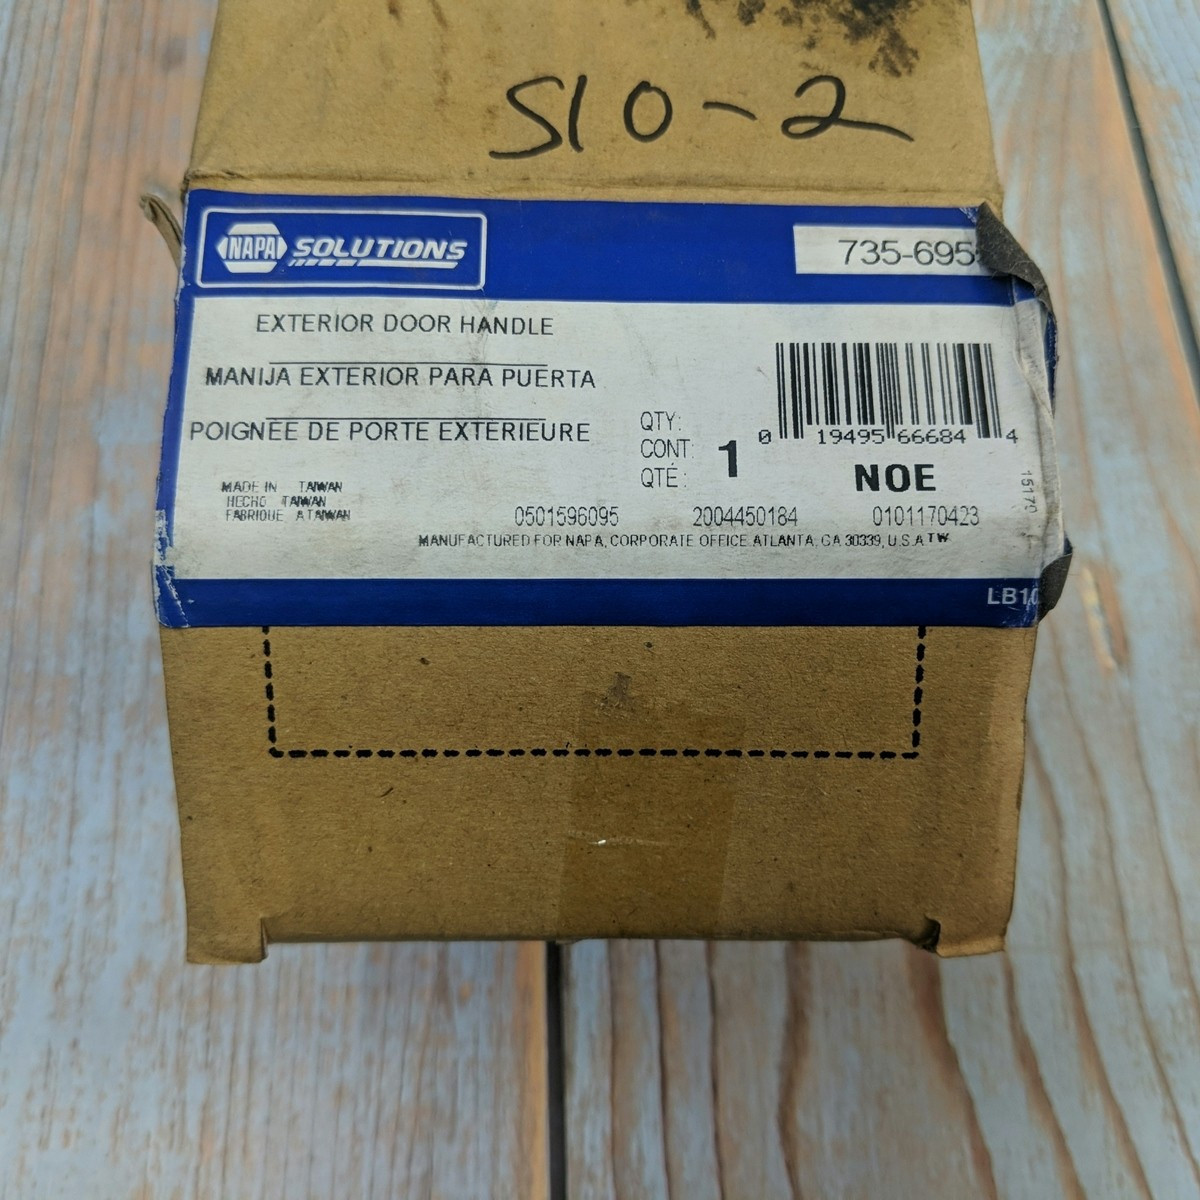 S10-2
NAPA SOLUTIONS
735-695
EXTERIOR DOOR HANDLE
MANIJA EXTERIOR PARA PUERTA
POIGNEE DE PORTE EXTERIEURE
QTY:
CONT:
QTÉ:
1
0 19495 66684 4
NOE
15170
MADE IN TAIWAN
HECHO TAIWAN
FABRIQUE A TAIWAN
0501596095 2004450184 0101170423
MANUFACTURED FOR NAPA, CORPORATE OFFICE ATLANTA, GA 30339, U.S.A TW
LB10